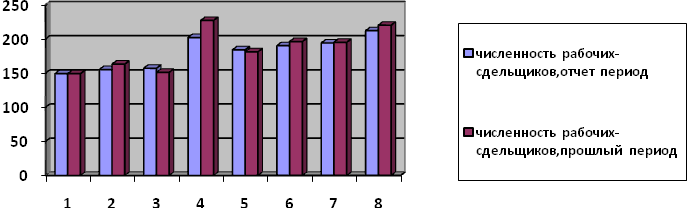 250
200
150
100
50
0
1 2 3 4 5 6 7 8
численность рабочих-
сдельщиков,отчет период
численность рабочих-
сдельщиков,прошлый период